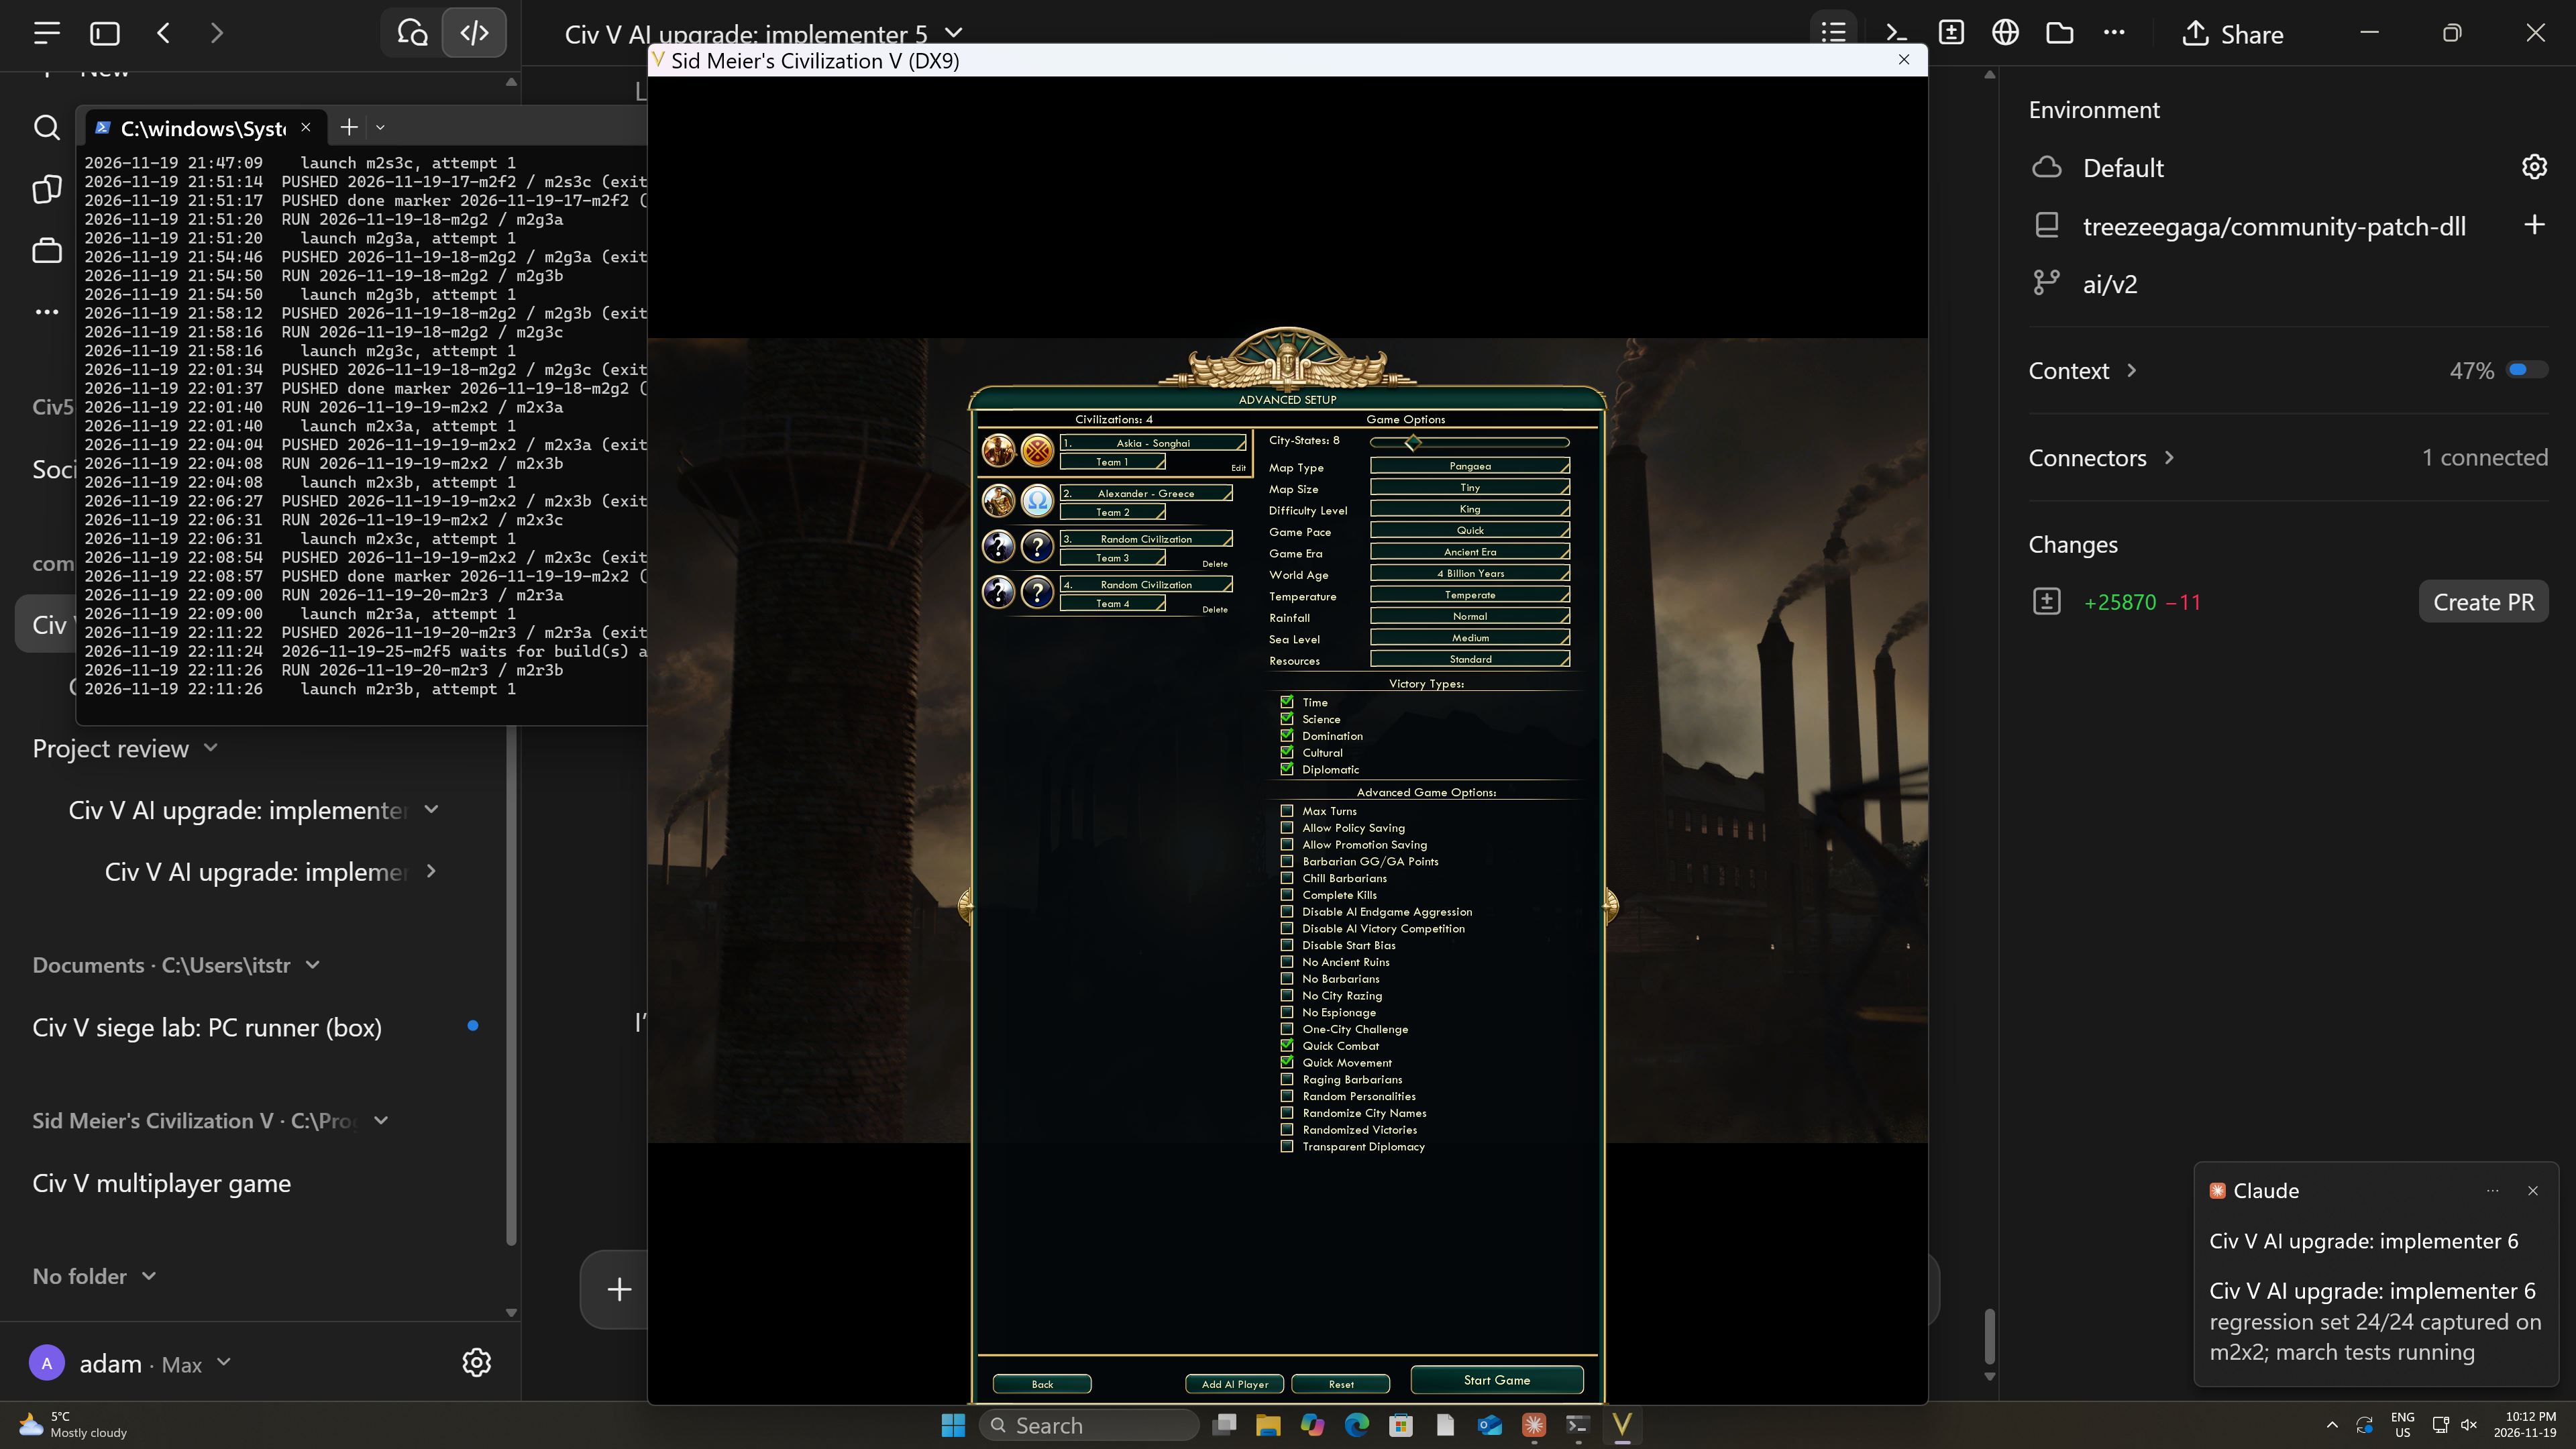 Civ V AI upgrade: implementer 5
Share
New
Sid Meier's Civilization V (DX9)
C:\windows\Syst
2026-11-19 21:47:09 launch m2s3c, attempt 1
2026-11-19 21:51:14 PUSHED 2026-11-19-17-m2f2 / m2s3c (exit
2026-11-19 21:51:17 PUSHED done marker 2026-11-19-17-m2f2 (
2026-11-19 21:51:20 RUN 2026-11-19-18-m2g2 / m2g3a
2026-11-19 21:51:20 launch m2g3a, attempt 1
2026-11-19 21:54:46 PUSHED 2026-11-19-18-m2g2 / m2g3a (exit
2026-11-19 21:54:50 RUN 2026-11-19-18-m2g2 / m2g3b
2026-11-19 21:54:50 launch m2g3b, attempt 1
2026-11-19 21:58:12 PUSHED 2026-11-19-18-m2g2 / m2g3b (exit
2026-11-19 21:58:16 RUN 2026-11-19-18-m2g2 / m2g3c
2026-11-19 21:58:16 launch m2g3c, attempt 1
2026-11-19 22:01:34 PUSHED 2026-11-19-18-m2g2 / m2g3c (exit
2026-11-19 22:01:37 PUSHED done marker 2026-11-19-18-m2g2 (
2026-11-19 22:01:40 RUN 2026-11-19-19-m2x2 / m2x3a
2026-11-19 22:01:40 launch m2x3a, attempt 1
2026-11-19 22:04:04 PUSHED 2026-11-19-19-m2x2 / m2x3a (exit
2026-11-19 22:04:08 RUN 2026-11-19-19-m2x2 / m2x3b
2026-11-19 22:04:08 launch m2x3b, attempt 1
2026-11-19 22:06:27 PUSHED 2026-11-19-19-m2x2 / m2x3b (exit
2026-11-19 22:06:31 RUN 2026-11-19-19-m2x2 / m2x3c
2026-11-19 22:06:31 launch m2x3c, attempt 1
2026-11-19 22:08:54 PUSHED 2026-11-19-19-m2x2 / m2x3c (exit
2026-11-19 22:08:57 PUSHED done marker 2026-11-19-19-m2x2 (
2026-11-19 22:09:00 RUN 2026-11-19-20-m2r3 / m2r3a
2026-11-19 22:09:00 launch m2r3a, attempt 1
2026-11-19 22:11:22 PUSHED 2026-11-19-20-m2r3 / m2r3a (exit
2026-11-19 22:11:24 2026-11-19-25-m2f5 waits for build(s) a
2026-11-19 22:11:26 RUN 2026-11-19-20-m2r3 / m2r3b
2026-11-19 22:11:26 launch m2r3b, attempt 1
Civ5
Soci
com
Civ
Project review
Civ V AI upgrade: implementer
Civ V AI upgrade: impleme
Documents · C:\Users\itstr
Civ V siege lab: PC runner (box)
Sid Meier's Civilization V · C:\Prog
Civ V multiplayer game
No folder
A
adam · Max
ADVANCED SETUP
Civilizations: 4
1. Askia - Songhai
Team 1
Edit
2. Alexander - Greece
Team 2
3. Random Civilization
Team 3
Delete
4. Random Civilization
Team 4
Delete
Game Options
City-States: 8
Map Type Pangaea
Map Size Tiny
Difficulty Level King
Game Pace Quick
Game Era Ancient Era
World Age 4 Billion Years
Temperature Temperate
Rainfall Normal
Sea Level Medium
Resources Standard
Victory Types:
Time
Science
Domination
Cultural
Diplomatic
Advanced Game Options:
Max Turns
Allow Policy Saving
Allow Promotion Saving
Barbarian GG/GA Points
Chill Barbarians
Complete Kills
Disable AI Endgame Aggression
Disable AI Victory Competition
Disable Start Bias
No Ancient Ruins
No Barbarians
No City Razing
No Espionage
One-City Challenge
Quick Combat
Quick Movement
Raging Barbarians
Random Personalities
Randomize City Names
Randomized Victories
Transparent Diplomacy
Back
Add AI Player
Reset
Start Game
Environment
Default
treezeegaga/community-patch-dll
ai/v2
Context 47%
Connectors 1 connected
Changes
+25870 −11
Create PR
Claude
Civ V AI upgrade: implementer 6
Civ V AI upgrade: implementer 6
regression set 24/24 captured on
m2x2; march tests running
5°C
Mostly cloudy
Search
ENG
US
10:12 PM
2026-11-19